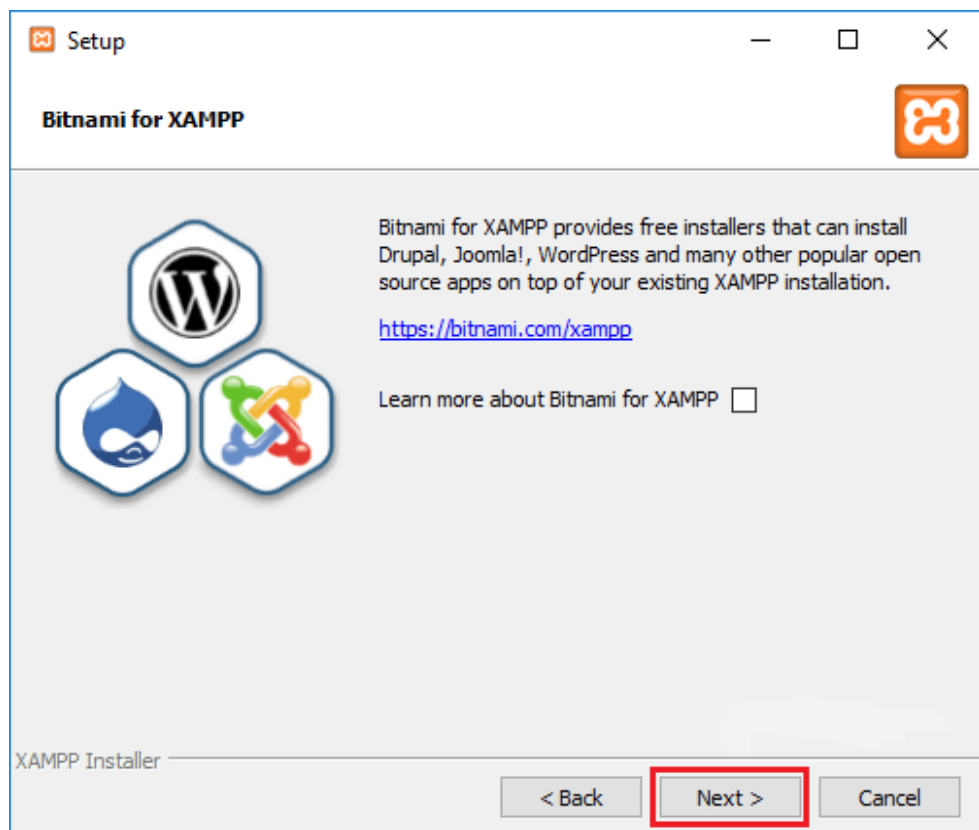 Setup
Bitnami for XAMPP
Bitnami for XAMPP provides free installers that can install
Drupal, Joomla!, WordPress and many other popular open
source apps on top of your existing XAMPP installation.
https://bitnami.com/xampp
Learn more about Bitnami for XAMPP
XAMPP Installer
< Back
Next >
Cancel